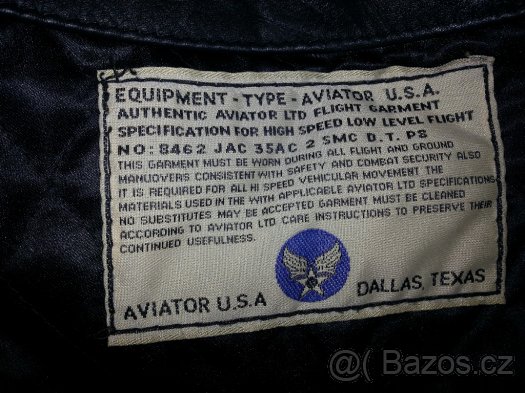 EQUIPMENT - TYPE - AVIATOR U.S.A.
AUTHENTIC AVIATOR LTD FLIGHT GARMENT
SPECIFICATION FOR HIGH SPEED LOW LEVEL FLIGHT
NO: 8462 JAC 35AC 2 SMC D.T. PS
THIS GARMENT MUST BE WORN DURING ALL FLIGHT AND GROUND
MANUOVERS CONSISTENT WITH SAFETY AND COMBAT SECURITY ALSO
IT IS REQUIRED FOR ALL HI SPEED VEHICULAR MOVEMENT THE
MATERIALS USED IN THE WITH APPLICABLE AVIATOR LTD SPECIFICATIONS
NO SUBSTITUTES MAY BE ACCEPTED GARMENT MUST BE CLEANED
ACCORDING TO AVIATOR LTD CARE INSTRUCTIONS TO PRESERVE THEIR
CONTINUED USEFULNESS.
AVIATOR U.S.A DALLAS, TEXAS
Bazos.cz